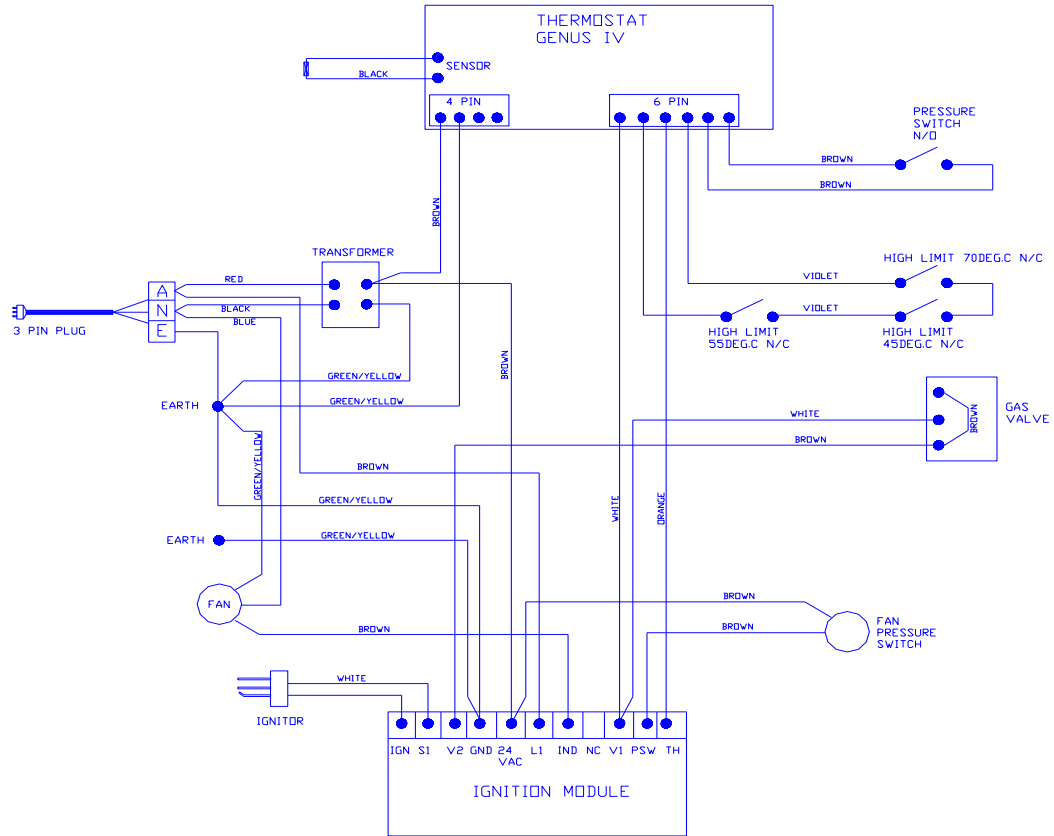 THERMOSTAT
GENUS IV
SENSOR
BLACK
4 PIN
6 PIN
PRESSURE
SWITCH
N/O
BROWN
BROWN
BROWN
TRANSFORMER
HIGH LIMIT 70DEG.C N/C
RED
VIOLET
A
N
E
BLACK
BLUE
3 PIN PLUG
VIOLET
HIGH LIMIT
55DEG.C N/C
HIGH LIMIT
45DEG.C N/C
BROWN
GREEN/YELLOW
EARTH
GREEN/YELLOW
WHITE
BROWN
GAS
VALVE
BROWN
GREEN/YELLOW
BROWN
GREEN/YELLOW
WHITE
ORANGE
EARTH
GREEN/YELLOW
FAN
BROWN
BROWN
BROWN
FAN
PRESSURE
SWITCH
WHITE
IGNITOR
IGN S1 V2 GND 24 VAC L1 IND NC V1 PSW TH
IGNITION MODULE